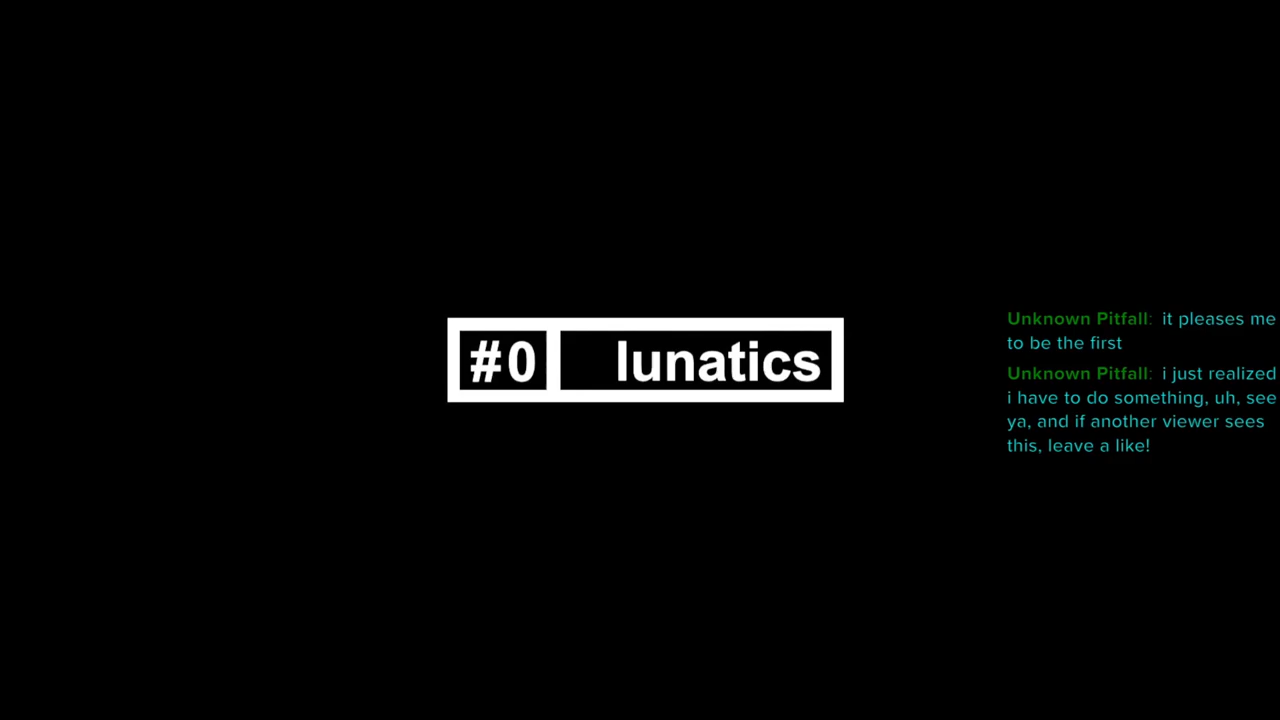 #0 lunatics
Unknown Pitfall: it pleases me
to be the first
Unknown Pitfall: i just realized
i have to do something, uh, see
ya, and if another viewer sees
this, leave a like!